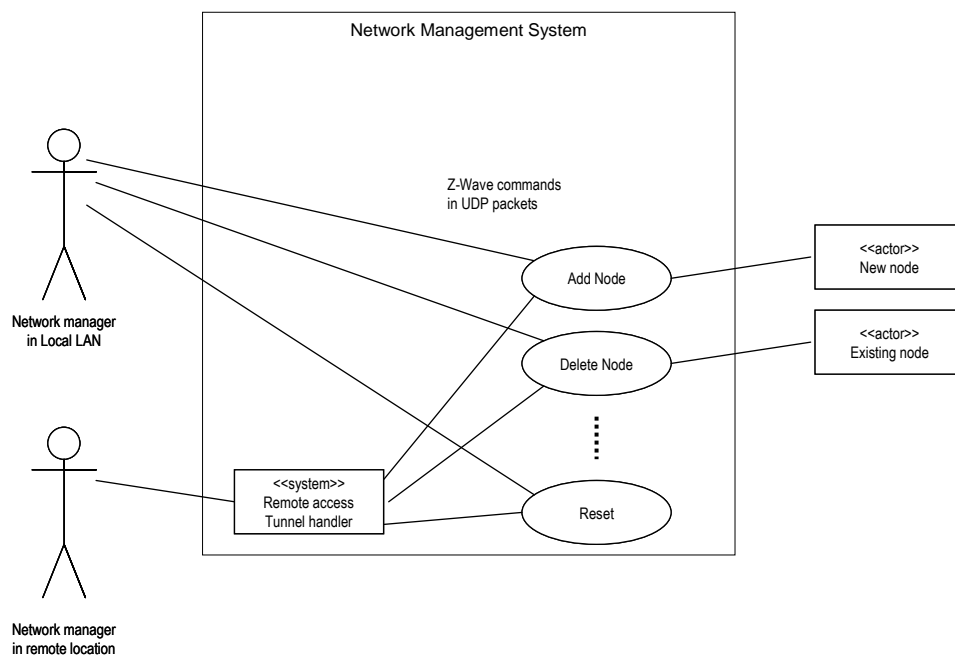 Network Management System
Z-Wave commands
in UDP packets
Network manager
in Local LAN
Add Node
<<actor>>
New node
Delete Node
<<actor>>
Existing node
<<system>>
Remote access
Tunnel handler
Reset
Network manager
in remote location